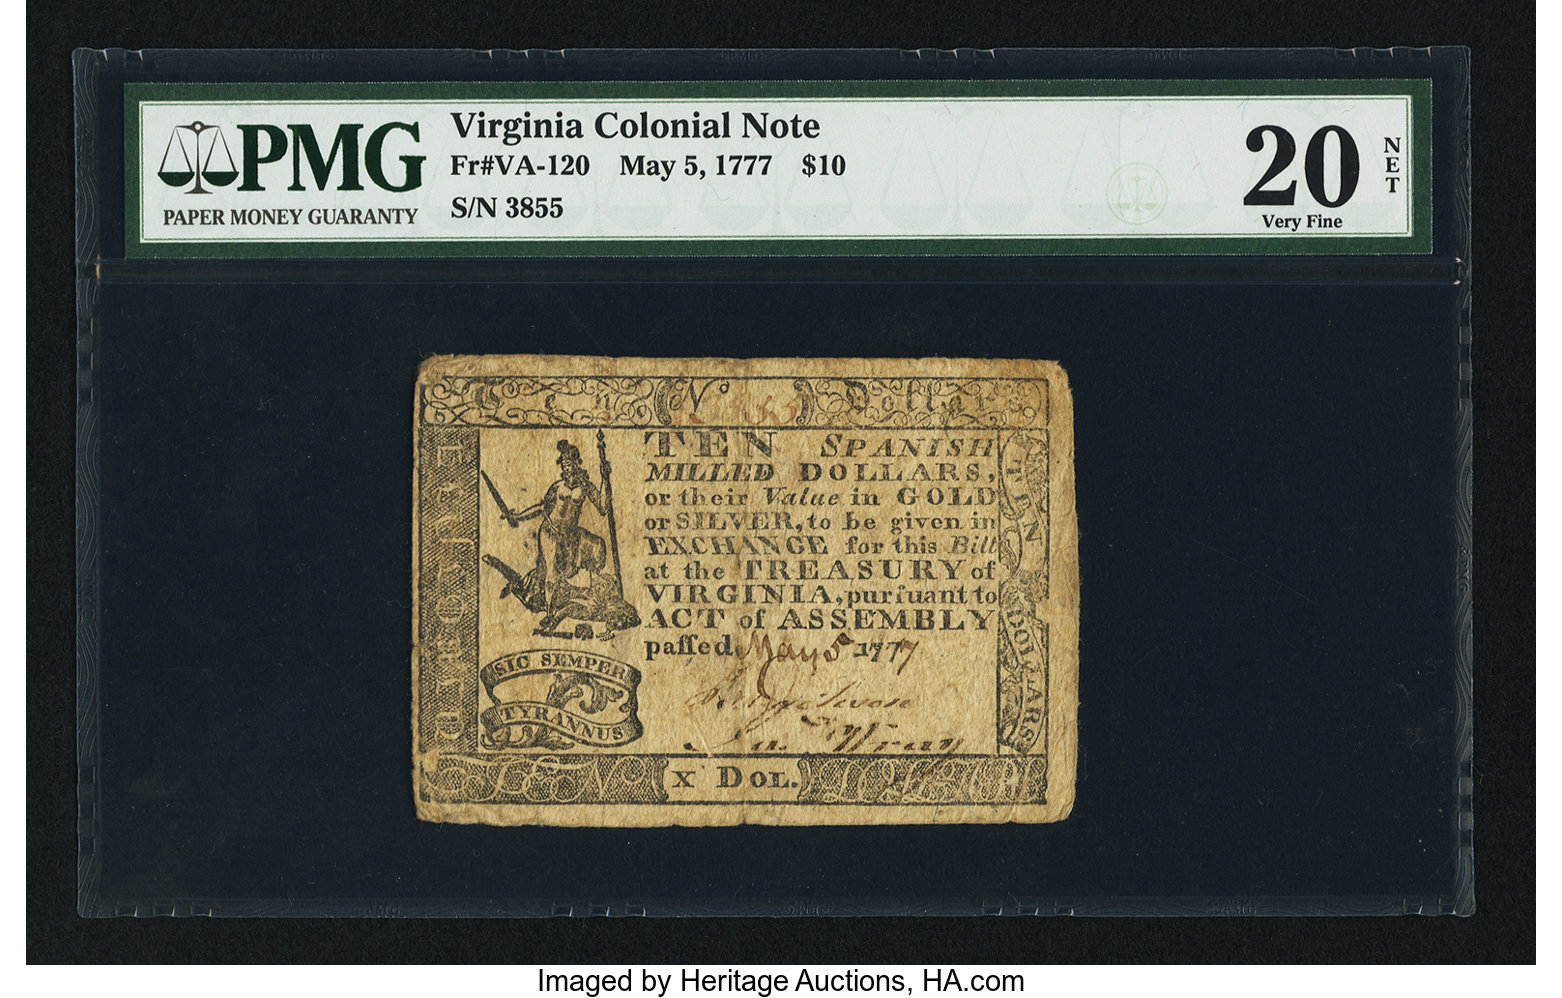 PMG
PAPER MONEY GUARANTY
Virginia Colonial Note
Fr#VA-120 May 5, 1777 $10
S/N 3855
20
NET
Very Fine
No Dollars.
TEN SPANISH
MILLED DOLLARS,
or their Value in GOLD
or SILVER, to be given in
EXCHANGE for this Bill
at the TREASURY of
VIRGINIA, purſuant to
ACT of ASSEMBLY
paſſed May 5 1777
SIC SEMPER
TYRANNUS
TEN DOLLARS
X DOL.
Imaged by Heritage Auctions, HA.com